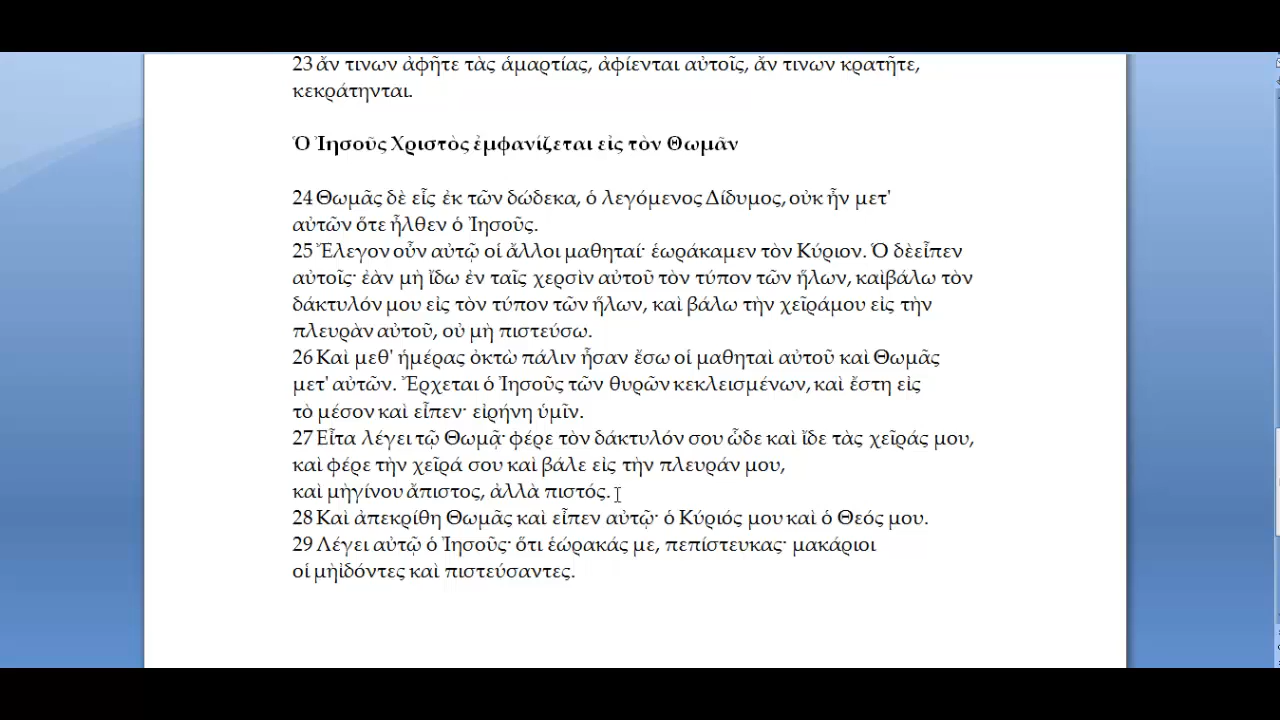 23 ἄν τινων ἀφῆτε τὰς ἁμαρτίας, ἀφίενται αὐτοῖς, ἄν τινων κρατῆτε,
κεκράτηνται.
Ὁ Ἰησοῦς Χριστὸς ἐμφανίζεται εἰς τὸν Θωμᾶν
24 Θωμᾶς δὲ εἷς ἐκ τῶν δώδεκα, ὁ λεγόμενος Δίδυμος, οὐκ ἦν μετ'
αὐτῶν ὅτε ἦλθεν ὁ Ἰησοῦς.
25 Ἔλεγον οὖν αὐτῷ οἱ ἄλλοι μαθηταί· ἑωράκαμεν τὸν Κύριον. Ὁ δὲεἶπεν
αὐτοῖς· ἐὰν μὴ ἴδω ἐν ταῖς χερσὶν αὐτοῦ τὸν τύπον τῶν ἥλων, καὶβάλω τὸν
δάκτυλόν μου εἰς τὸν τύπον τῶν ἥλων, καὶ βάλω τὴν χεῖράμου εἰς τὴν
πλευρὰν αὐτοῦ, οὐ μὴ πιστεύσω.
26 Καὶ μεθ' ἡμέρας ὀκτὼ πάλιν ἦσαν ἔσω οἱ μαθηταὶ αὐτοῦ καὶ Θωμᾶς
μετ' αὐτῶν. Ἔρχεται ὁ Ἰησοῦς τῶν θυρῶν κεκλεισμένων, καὶ ἔστη εἰς
τὸ μέσον καὶ εἶπεν· εἰρήνη ὑμῖν.
27 Εἶτα λέγει τῷ Θωμᾷ· φέρε τὸν δάκτυλόν σου ὧδε καὶ ἴδε τὰς χεῖράς μου,
καὶ φέρε τὴν χεῖρά σου καὶ βάλε εἰς τὴν πλευράν μου,
καὶ μὴγίνου ἄπιστος, ἀλλὰ πιστός.
28 Καὶ ἀπεκρίθη Θωμᾶς καὶ εἶπεν αὐτῷ· ὁ Κύριός μου καὶ ὁ Θεός μου.
29 Λέγει αὐτῷ ὁ Ἰησοῦς· ὅτι ἑώρακάς με, πεπίστευκας· μακάριοι
οἱ μὴἰδόντες καὶ πιστεύσαντες.